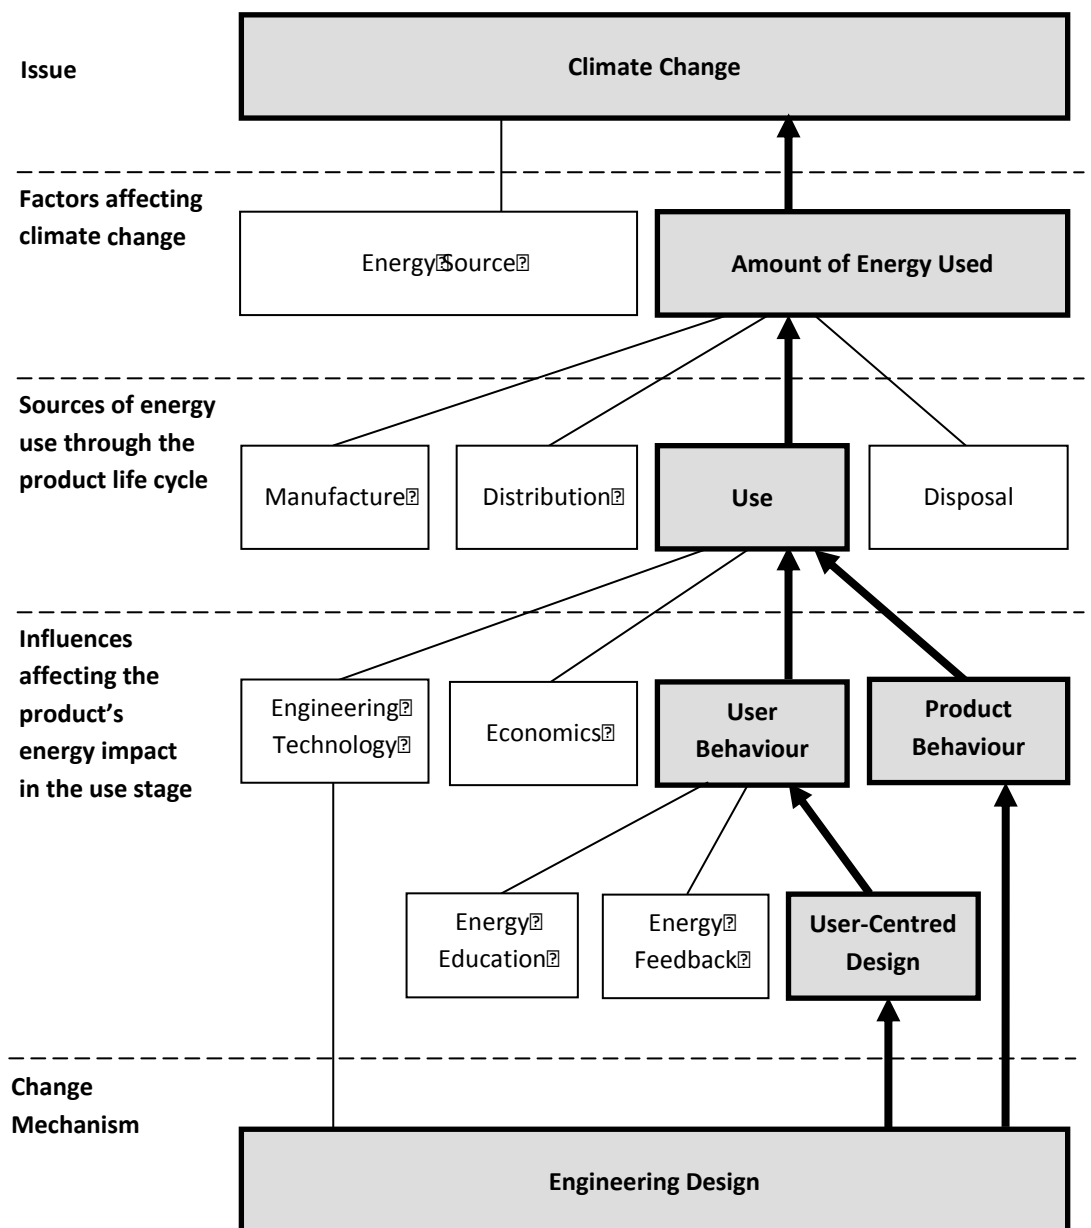 Issue
Climate Change
Factors affecting
climate change
Energy Source
Amount of Energy Used
Sources of energy
use through the
product life cycle
Manufacture
Distribution
Use
Disposal
Influences
affecting the
product’s
energy impact
in the use stage
Engineering
Technology
Economics
User
Behaviour
Product
Behaviour
Energy
Education
Energy
Feedback
User-Centred
Design
Change
Mechanism
Engineering Design